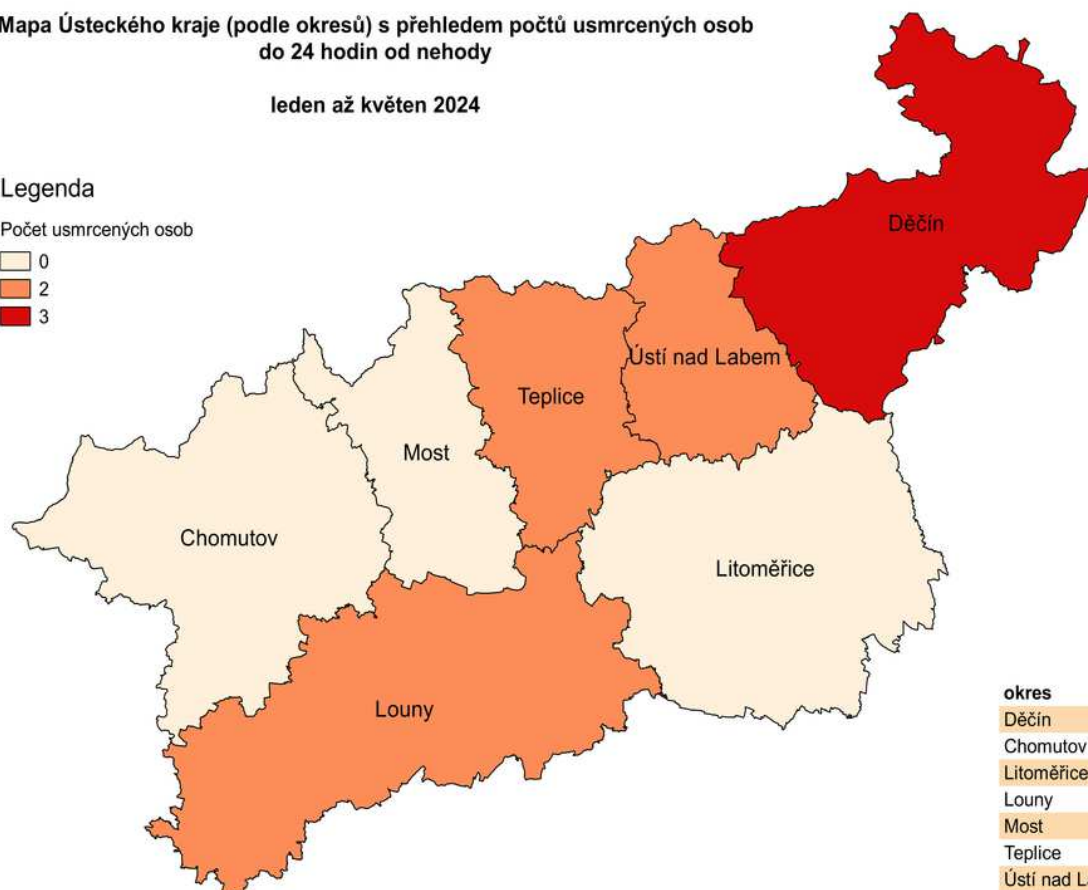 Mapa Ústeckého kraje (podle okresů) s přehledem počtů usmrcených osob
do 24 hodin od nehody
leden až květen 2024
Legenda
Počet usmrcených osob
0
2
3
Děčín
Ústí nad Labem
Teplice
Most
Chomutov
Litoměřice
Louny
okres
Děčín
Chomutov
Litoměřice
Louny
Most
Teplice
Ústí nad L